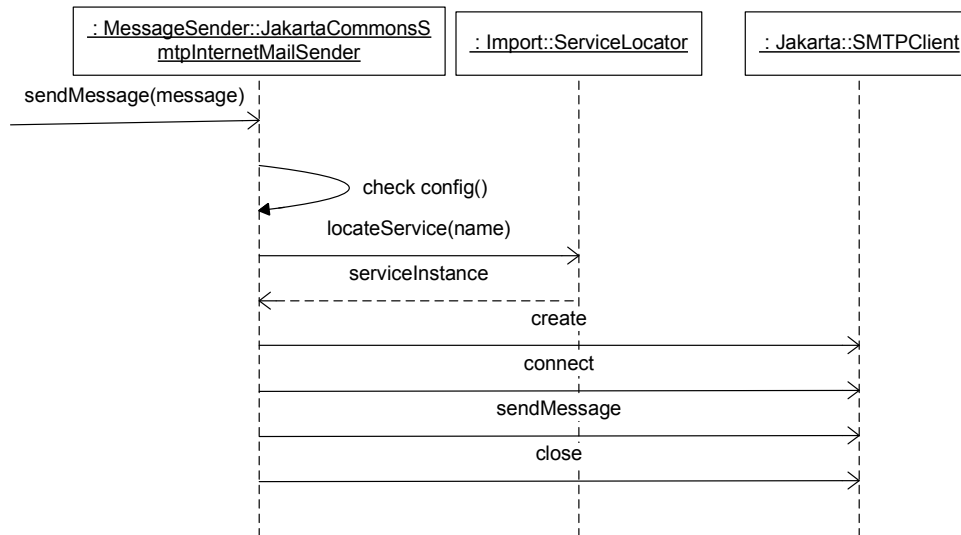 : MessageSender::JakartaCommonsS
mtpInternetMailSender
: Import::ServiceLocator
: Jakarta::SMTPClient
sendMessage(message)
check config()
locateService(name)
serviceInstance
create
connect
sendMessage
close